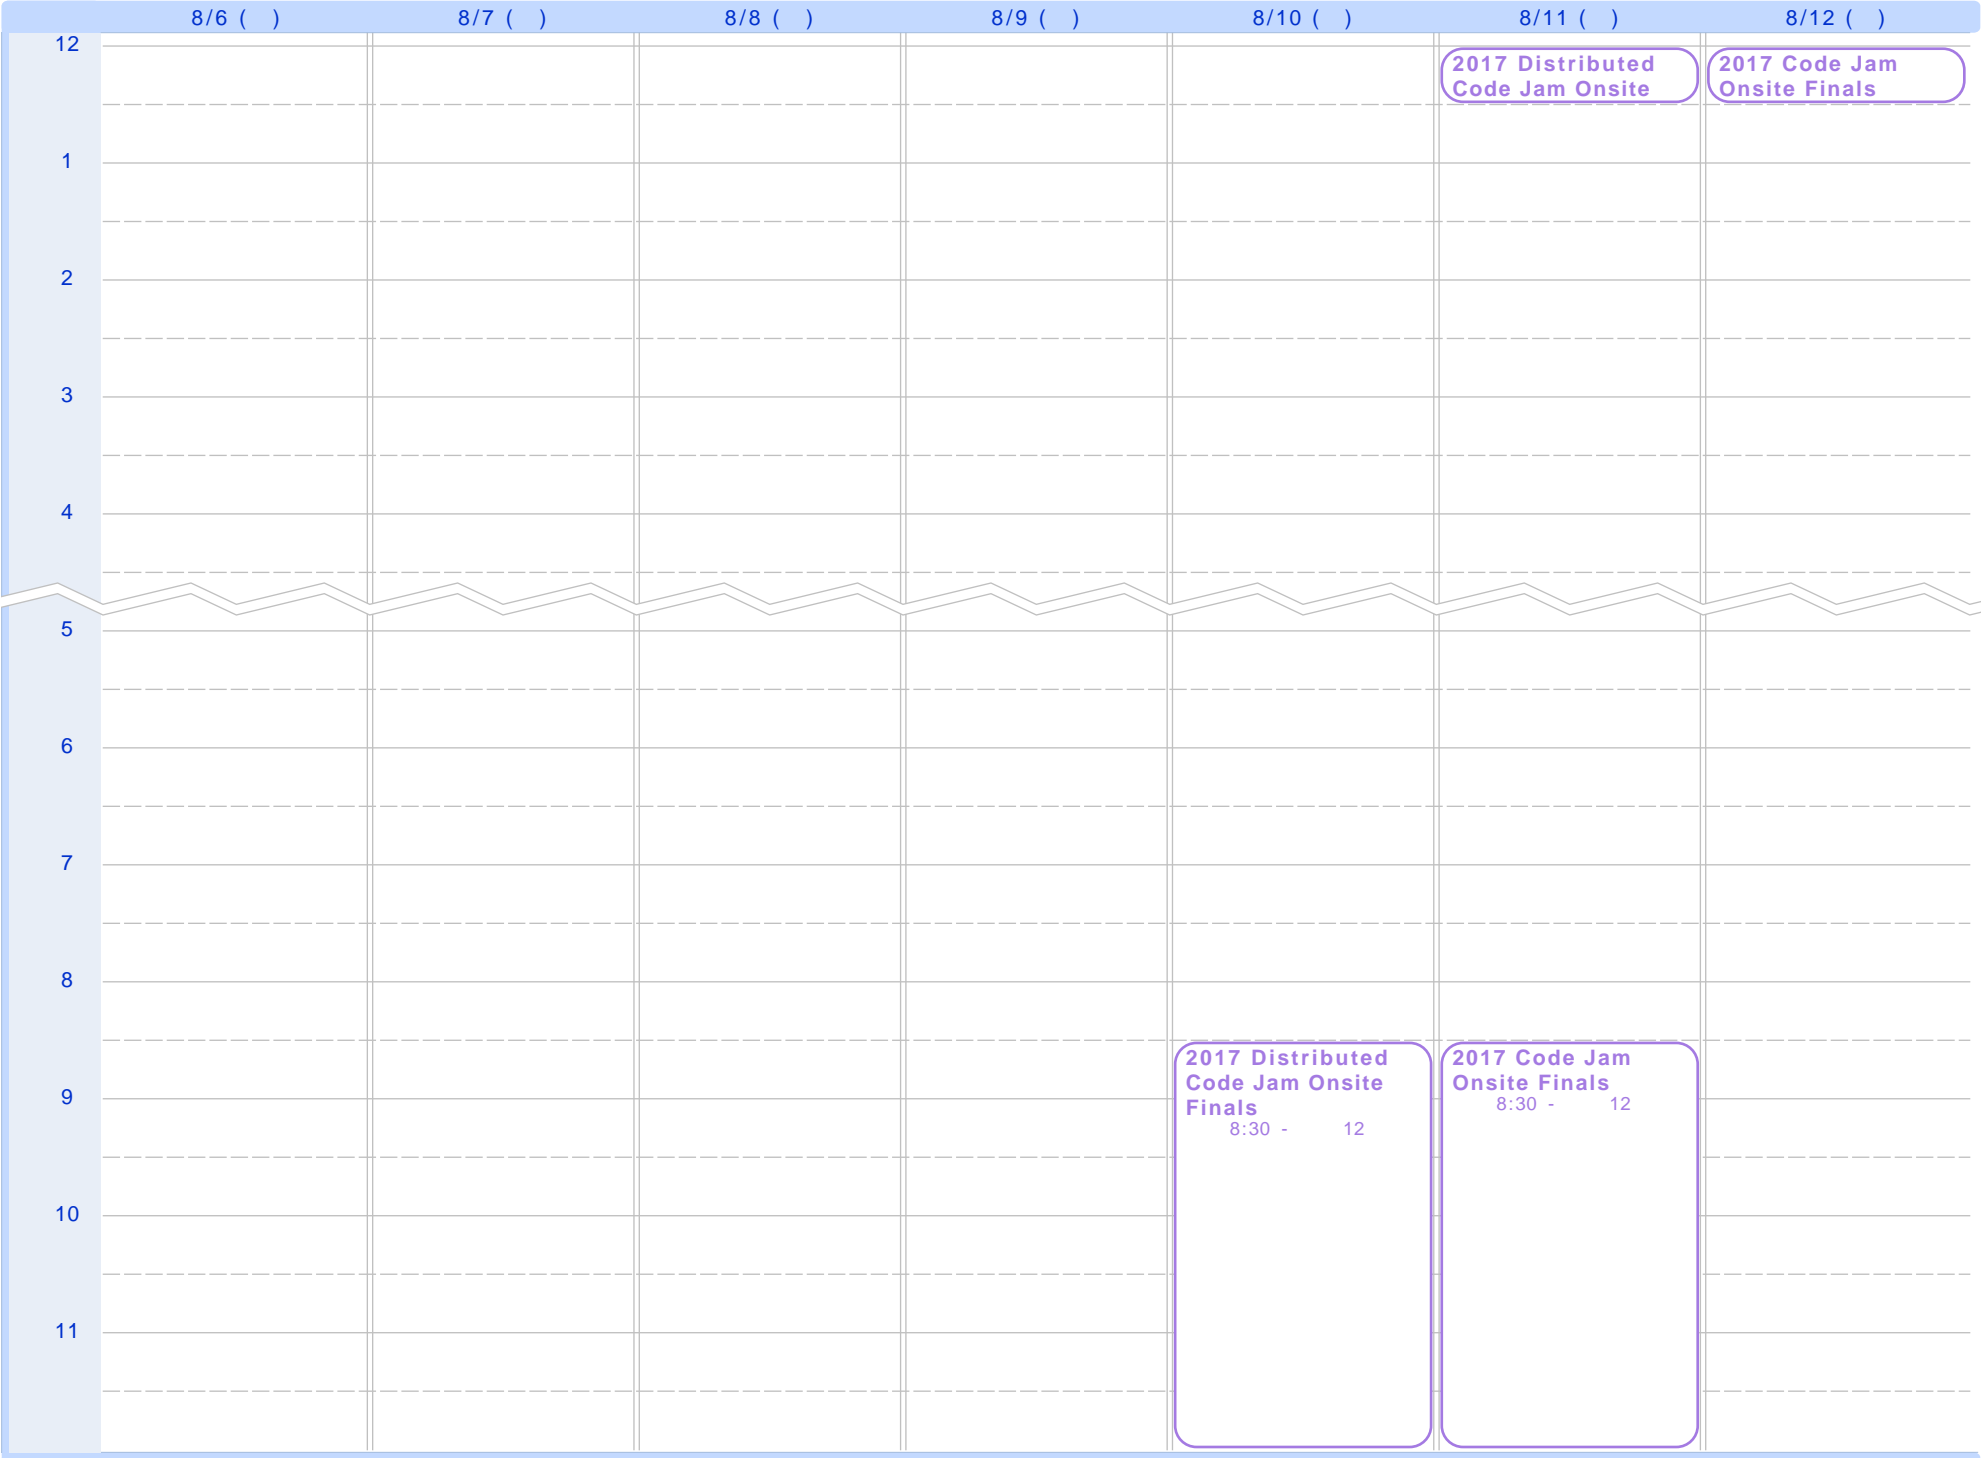 8/6 ( ) 8/7 ( ) 8/8 ( ) 8/9 ( ) 8/10 ( ) 8/11 ( ) 8/12 ( )
12
2017 Distributed
Code Jam Onsite
2017 Code Jam
Onsite Finals
1
2
3
4
5
6
7
8
2017 Distributed
Code Jam Onsite
Finals
8:30 - 12
2017 Code Jam
Onsite Finals
8:30 - 12
9
10
11